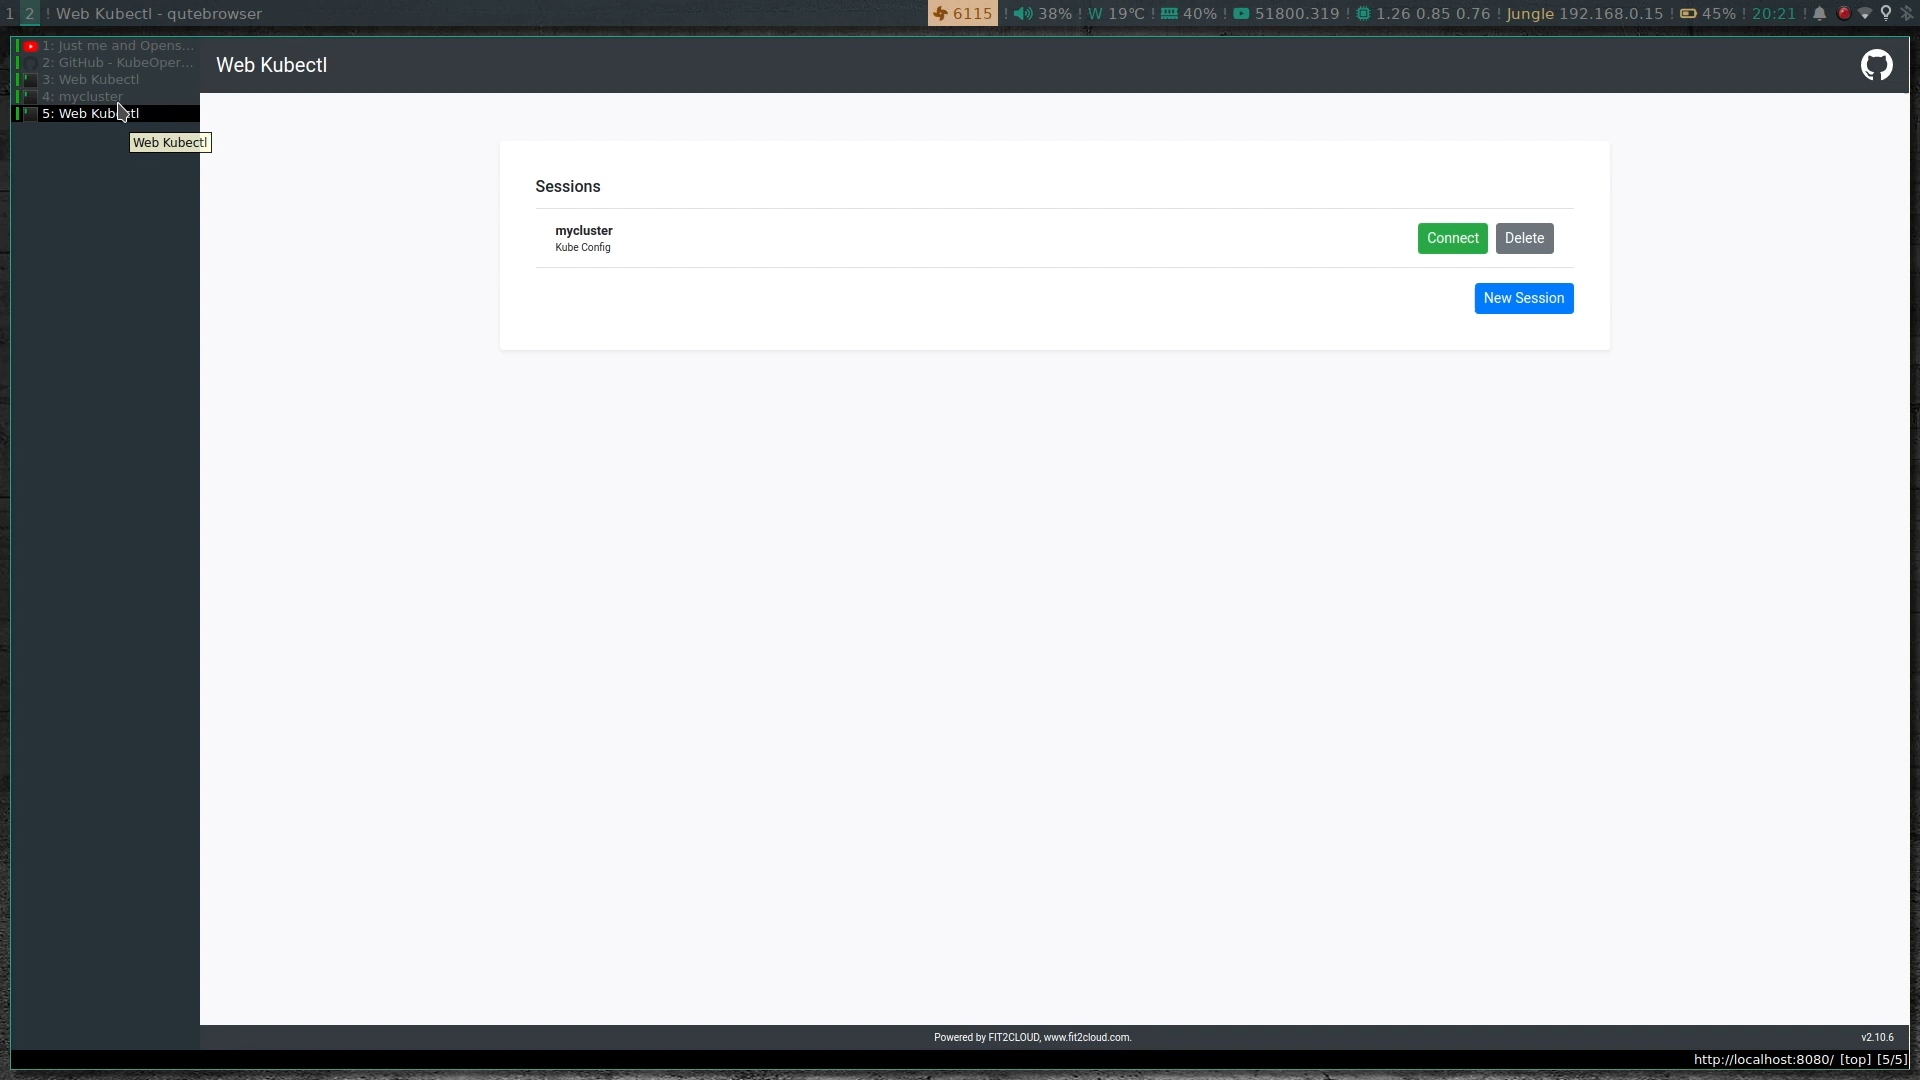 1 2 ! Web Kubectl - qutebrowser
6115 ! 38% ! W 19℃ ! 40% ! 51800.319 ! 1.26 0.85 0.76 ! Jungle 192.168.0.15 ! 45% ! 20:21 !
1: Just me and Opens...
2: GitHub - KubeOper...
3: Web Kubectl
4: mycluster
5: Web Kubectl
Web Kubectl
Web Kubectl
Sessions
mycluster
Kube Config
Connect
Delete
New Session
Powered by FIT2CLOUD, www.fit2cloud.com.
v2.10.6
http://localhost:8080/ [top] [5/5]